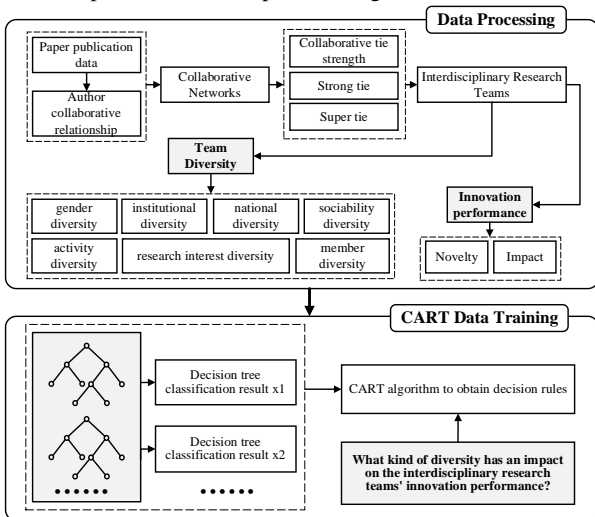 Data Processing
Paper publication
data
Author
collaborative
relationship
Collaborative
Networks
Collaborative tie
strength
Strong tie
Super tie
Interdisciplinary Research
Teams
Team
Diversity
gender
diversity
institutional
diversity
national
diversity
sociability
diversity
activity
diversity
research interest diversity
member
diversity
Innovation
performance
Novelty
Impact
CART Data Training
Decision tree
classification result x1
Decision tree
classification result x2
CART algorithm to obtain decision rules
What kind of diversity has an impact
on the interdisciplinary research
teams' innovation performance?